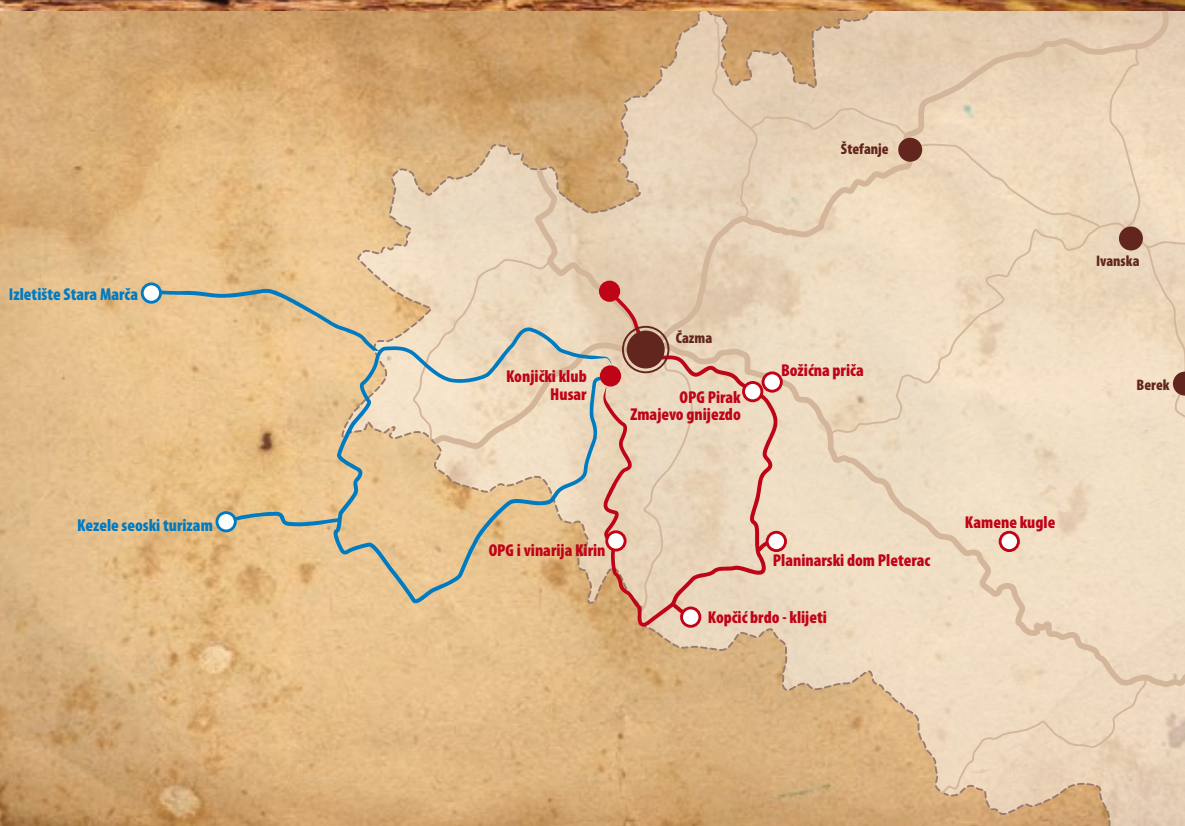 Štefanje
Ivanska
Izletište Stara Marča
Čazma
Božićna priča
Konjički klub
Husar
Berek
OPG Pirak
Zmajevo gnijezdo
Kamene kugle
Kezele seoski turizam
OPG i vinarija Kirin
Planinarski dom Pleterac
Kopčić brdo - klijeti